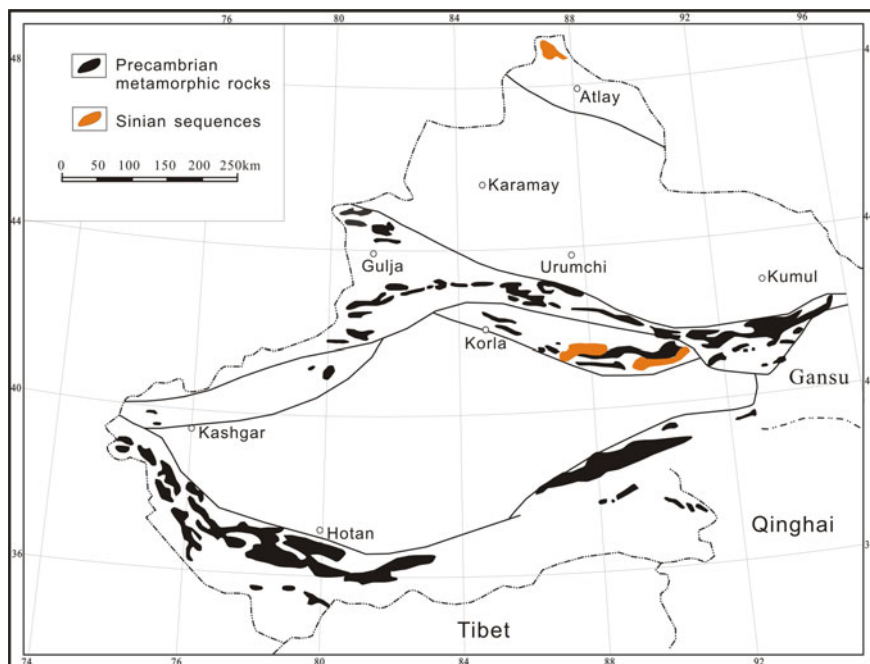 76 80 84 88 92 96
48
Precambrian
metamorphic rocks
Sinian sequences
0 50 100 150 200 250km
Atlay
Karamay
44
Gulja
Urumchi
Kumul
Korla
40
Gansu
Kashgar
Hotan
Qinghai
36
Tibet
74 76 80 84 88 92